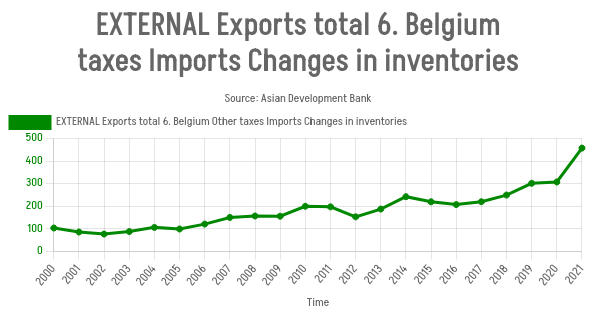 EXTERNAL Exports total 6. Belgium
taxes Imports Changes in inventories
Source: Asian Development Bank
EXTERNAL Exports total 6. Belgium Other taxes Imports Changes in inventories
500
400
300
200
100
0
2000 2001 2002 2003 2004 2005 2006 2007 2008 2009 2010 2011 2012 2013 2014 2015 2016 2017 2018 2019 2020 2021
Time